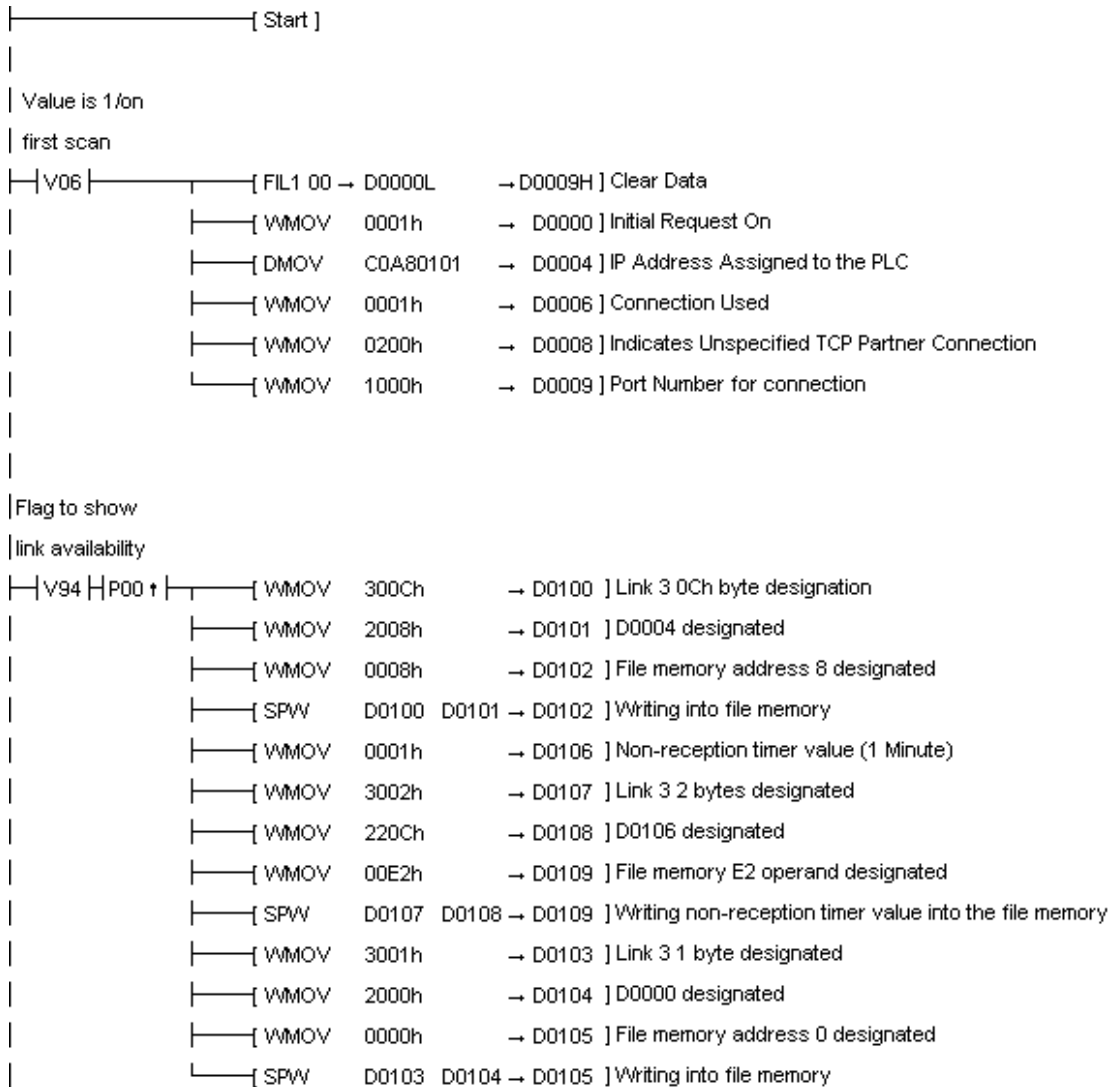 [ Start ]
Value is 1/on
first scan
V06 [ FIL1 00 → D0000L → D0009H ] Clear Data
[ WMOV 0001h → D0000 ] Initial Request On
[ DMOV C0A80101 → D0004 ] IP Address Assigned to the PLC
[ WMOV 0001h → D0006 ] Connection Used
[ WMOV 0200h → D0008 ] Indicates Unspecified TCP Partner Connection
[ WMOV 1000h → D0009 ] Port Number for connection
Flag to show
link availability
V94 P00 ↑ [ WMOV 300Ch → D0100 ] Link 3 0Ch byte designation
[ WMOV 2008h → D0101 ] D0004 designated
[ WMOV 0008h → D0102 ] File memory address 8 designated
[ SPW D0100 D0101 → D0102 ] Writing into file memory
[ WMOV 0001h → D0106 ] Non-reception timer value (1 Minute)
[ WMOV 3002h → D0107 ] Link 3 2 bytes designated
[ WMOV 220Ch → D0108 ] D0106 designated
[ WMOV 00E2h → D0109 ] File memory E2 operand designated
[ SPW D0107 D0108 → D0109 ] Writing non-reception timer value into the file memory
[ WMOV 3001h → D0103 ] Link 3 1 byte designated
[ WMOV 2000h → D0104 ] D0000 designated
[ WMOV 0000h → D0105 ] File memory address 0 designated
[ SPW D0103 D0104 → D0105 ] Writing into file memory